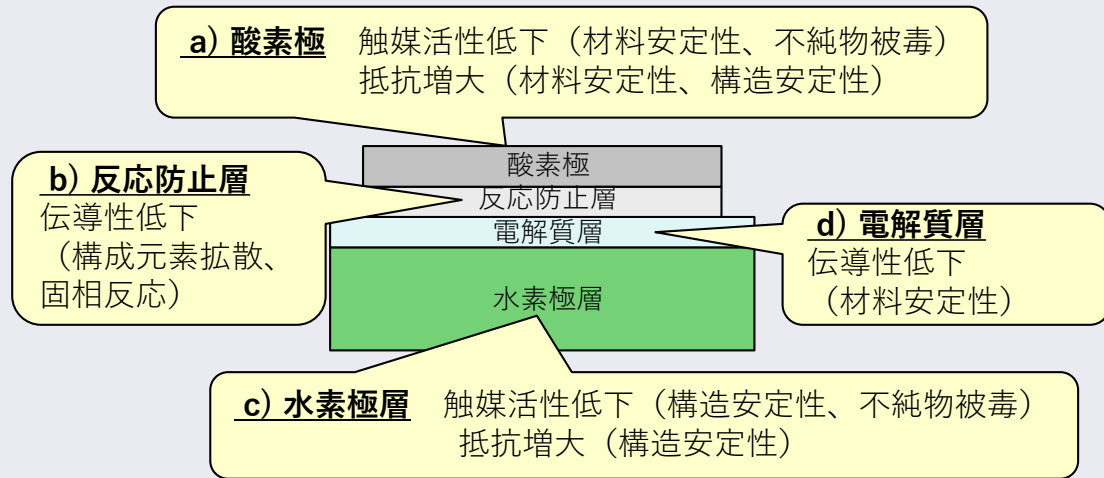 a) 酸素極　触媒活性低下（材料安定性、不純物被毒）
抵抗増大（材料安定性、構造安定性）
酸素極
b) 反応防止層
伝導性低下
（構成元素拡散、
固相反応）
反応防止層
電解質層
d) 電解質層
伝導性低下
（材料安定性）
水素極層
c) 水素極層　触媒活性低下（構造安定性、不純物被毒）
抵抗増大（構造安定性）